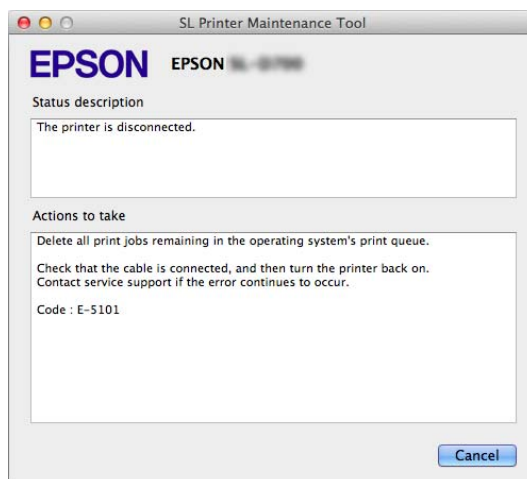 SL Printer Maintenance Tool
EPSON
EPSON
Status description
The printer is disconnected.
Actions to take
Delete all print jobs remaining in the operating system's print queue.
Check that the cable is connected, and then turn the printer back on.
Contact service support if the error continues to occur.
Code : E-5101
Cancel